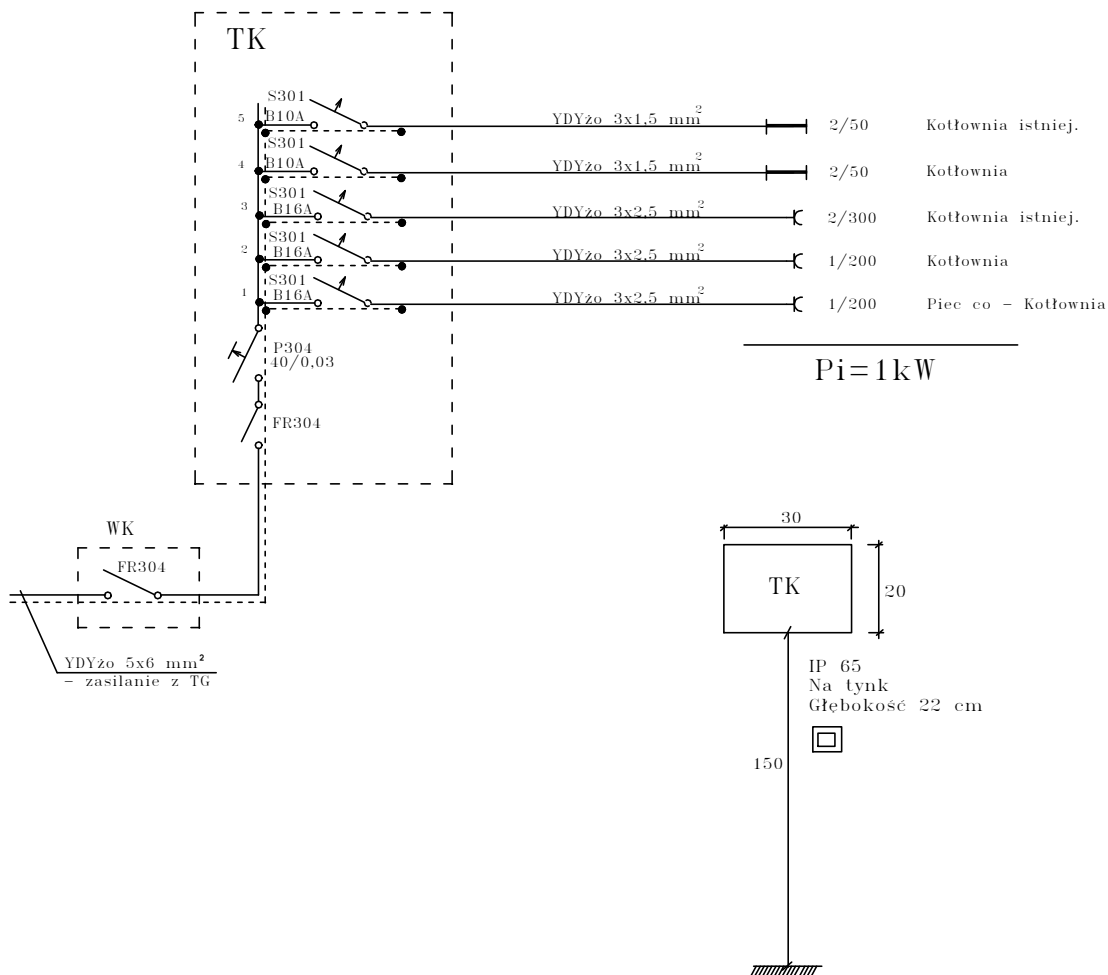 TK
5 S301 B10A YDYżo 3x1,5 mm² 2/50 Kotłownia istniej.
4 S301 B10A YDYżo 3x1,5 mm² 2/50 Kotłownia
3 S301 B16A YDYżo 3x2,5 mm² 2/300 Kotłownia istniej.
2 S301 B16A YDYżo 3x2,5 mm² 1/200 Kotłownia
1 S301 B16A YDYżo 3x2,5 mm² 1/200 Piec co – Kotłownia
P304
40/0,03
Pi=1kW
FR304
WK
FR304
YDYżo 5x6 mm²
– zasilanie z TG
30
TK
20
IP 65
Na tynk
Głębokość 22 cm
150